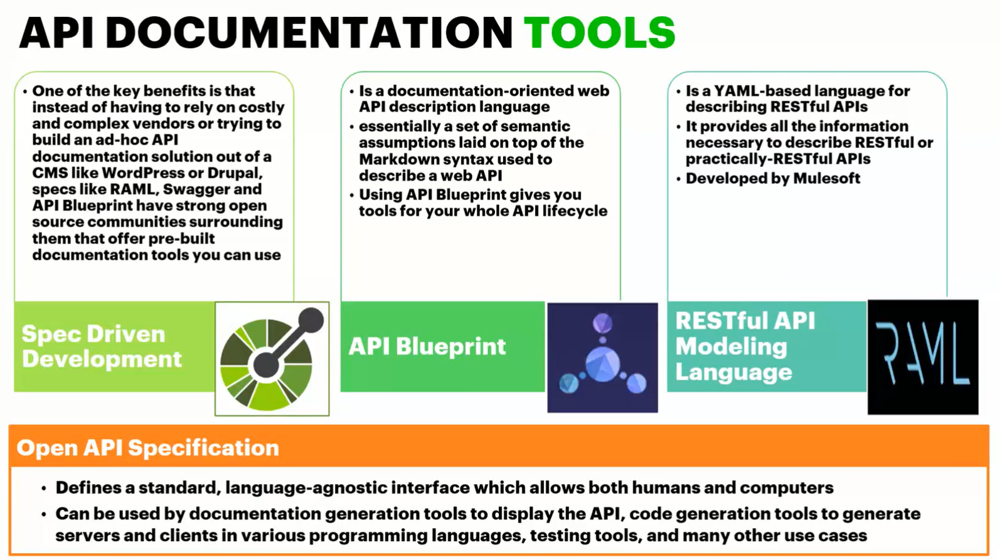 API DOCUMENTATION TOOLS
• One of the key benefits is that
instead of having to rely on costly
and complex vendors or trying to
build an ad-hoc API
documentation solution out of a
CMS like WordPress or Drupal,
specs like RAML, Swagger and
API Blueprint have strong open
source communities surrounding
them that offer pre-built
documentation tools you can use
Spec Driven
Development
• Is a documentation-oriented web
API description language
• essentially a set of semantic
assumptions laid on top of the
Markdown syntax used to
describe a web API
• Using API Blueprint gives you
tools for your whole API lifecycle
API Blueprint
• Is a YAML-based language for
describing RESTful APIs
• It provides all the information
necessary to describe RESTful or
practically-RESTful APIs
• Developed by Mulesoft
RESTful API
Modeling
Language
RAML
Open API Specification
• Defines a standard, language-agnostic interface which allows both humans and computers
• Can be used by documentation generation tools to display the API, code generation tools to generate
servers and clients in various programming languages, testing tools, and many other use cases